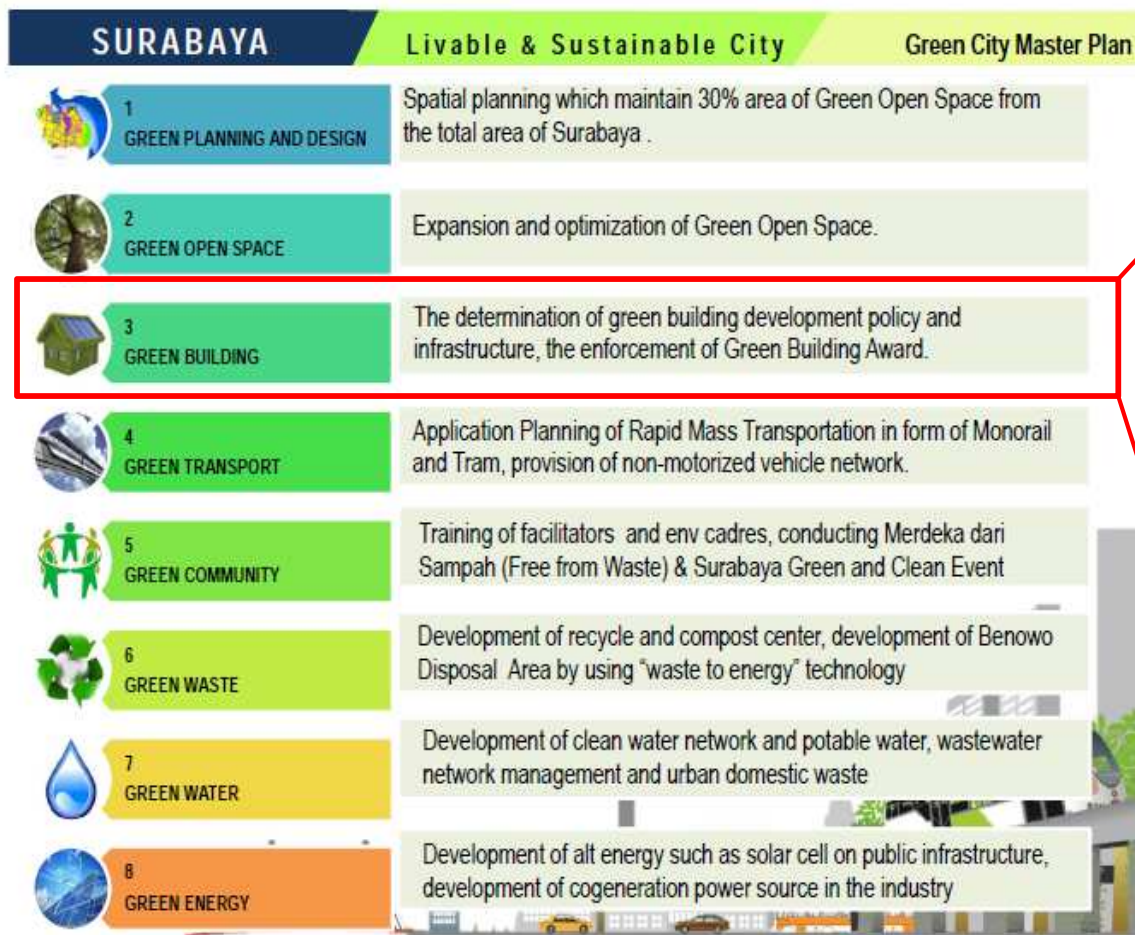 SURABAYA
Livable & Sustainable City
Green City Master Plan
1
GREEN PLANNING AND DESIGN
Spatial planning which maintain 30% area of Green Open Space from
the total area of Surabaya .
2
GREEN OPEN SPACE
Expansion and optimization of Green Open Space.
3
GREEN BUILDING
The determination of green building development policy and
infrastructure, the enforcement of Green Building Award.
4
GREEN TRANSPORT
Application Planning of Rapid Mass Transportation in form of Monorail
and Tram, provision of non-motorized vehicle network.
5
GREEN COMMUNITY
Training of facilitators and env cadres, conducting Merdeka dari
Sampah (Free from Waste) & Surabaya Green and Clean Event
6
GREEN WASTE
Development of recycle and compost center, development of Benowo
Disposal Area by using “waste to energy” technology
7
GREEN WATER
Development of clean water network and potable water, wastewater
network management and urban domestic waste
8
GREEN ENERGY
Development of alt energy such as solar cell on public infrastructure,
development of cogeneration power source in the industry